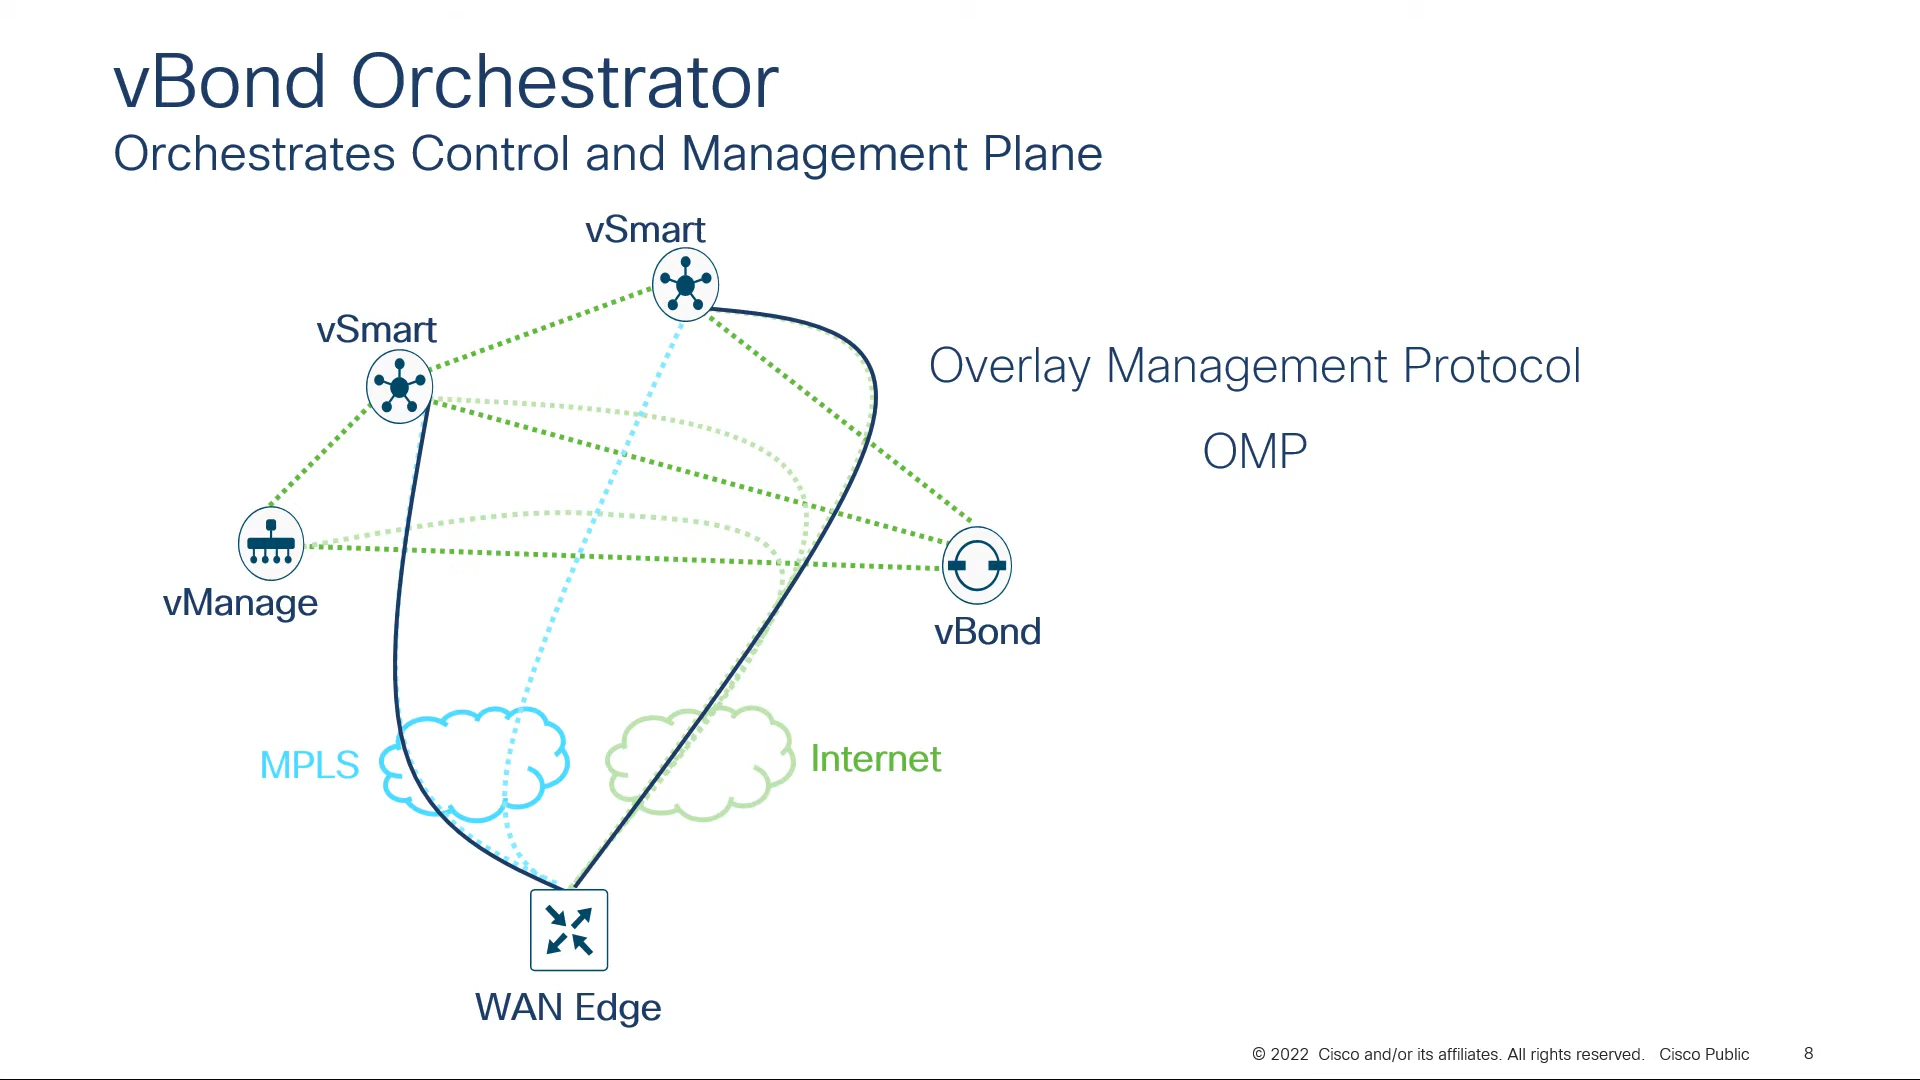 vBond Orchestrator
Orchestrates Control and Management Plane
vSmart
vSmart
Overlay Management Protocol
OMP
vManage
vBond
MPLS
Internet
WAN Edge
© 2022 Cisco and/or its affiliates. All rights reserved. Cisco Public 8